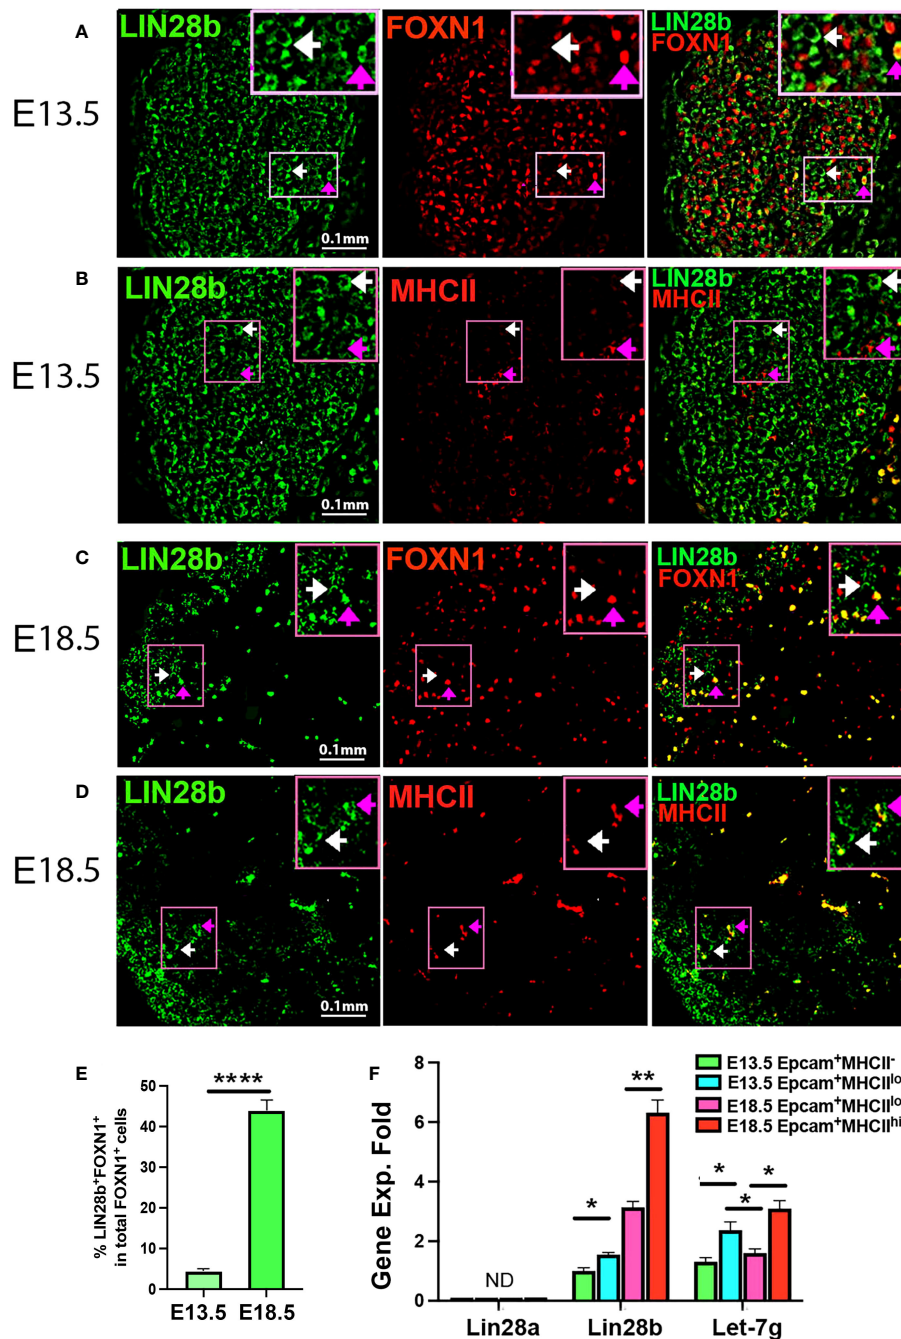 A
LIN28b
FOXN1
LIN28b
FOXN1
E13.5
0.1mm
B
LIN28b
MHCII
LIN28b
MHCII
E13.5
0.1mm
C
LIN28b
FOXN1
LIN28b
FOXN1
E18.5
0.1mm
D
LIN28b
MHCII
LIN28b
MHCII
E18.5
0.1mm
E
% LIN28b⁺FOXN1⁺
in total FOXN1⁺ cells
50
40
30
20
10
0
****
E13.5 E18.5
F
Gene Exp. Fold
8
6
4
2
0
E13.5 Epcam⁺MHCII⁻
E13.5 Epcam⁺MHCIIˡᵒ
E18.5 Epcam⁺MHCIIˡᵒ
E18.5 Epcam⁺MHCIIʰⁱ
ND
*
**
*
*
*
Lin28a Lin28b Let-7g